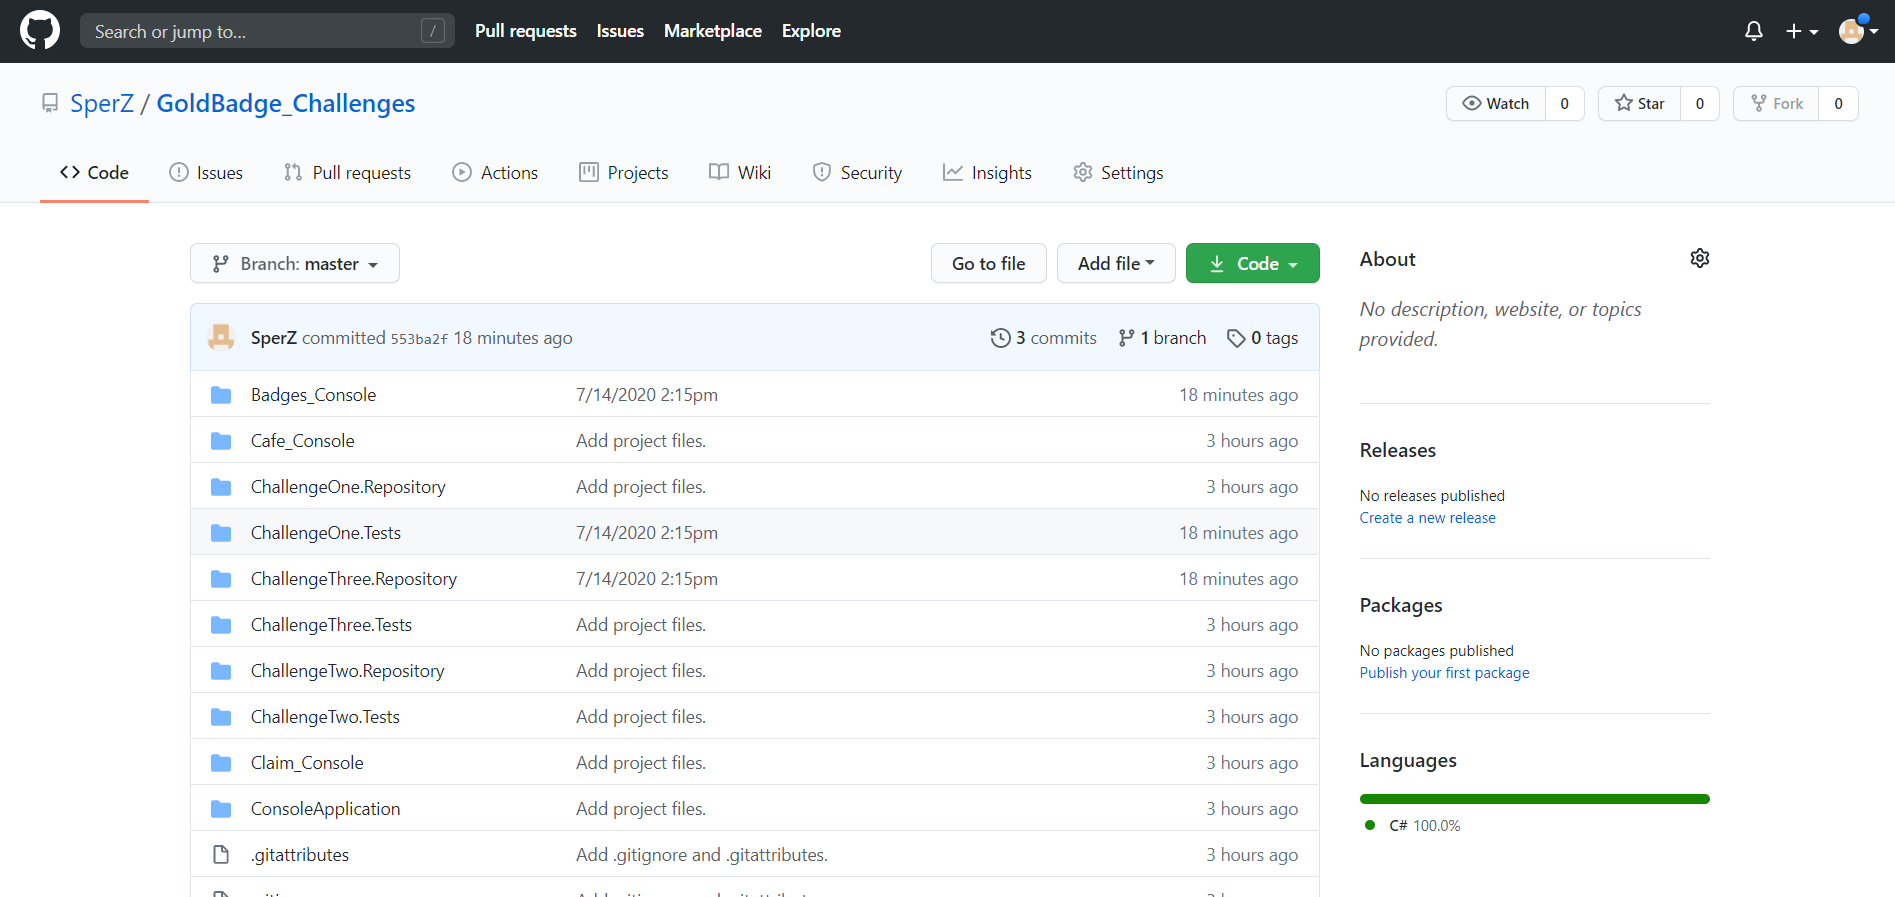 Search or jump to... / Pull requests Issues Marketplace Explore
SperZ / GoldBadge_Challenges Watch 0 Star 0 Fork 0
Code Issues Pull requests Actions Projects Wiki Security Insights Settings
Branch: master Go to file Add file Code
SperZ committed 553ba2f 18 minutes ago 3 commits 1 branch 0 tags
Badges_Console 7/14/2020 2:15pm 18 minutes ago
Cafe_Console Add project files. 3 hours ago
ChallengeOne.Repository Add project files. 3 hours ago
ChallengeOne.Tests 7/14/2020 2:15pm 18 minutes ago
ChallengeThree.Repository 7/14/2020 2:15pm 18 minutes ago
ChallengeThree.Tests Add project files. 3 hours ago
ChallengeTwo.Repository Add project files. 3 hours ago
ChallengeTwo.Tests Add project files. 3 hours ago
Claim_Console Add project files. 3 hours ago
ConsoleApplication Add project files. 3 hours ago
.gitattributes Add .gitignore and .gitattributes. 3 hours ago
About
No description, website, or topics
provided.
Releases
No releases published
Create a new release
Packages
No packages published
Publish your first package
Languages
C# 100.0%